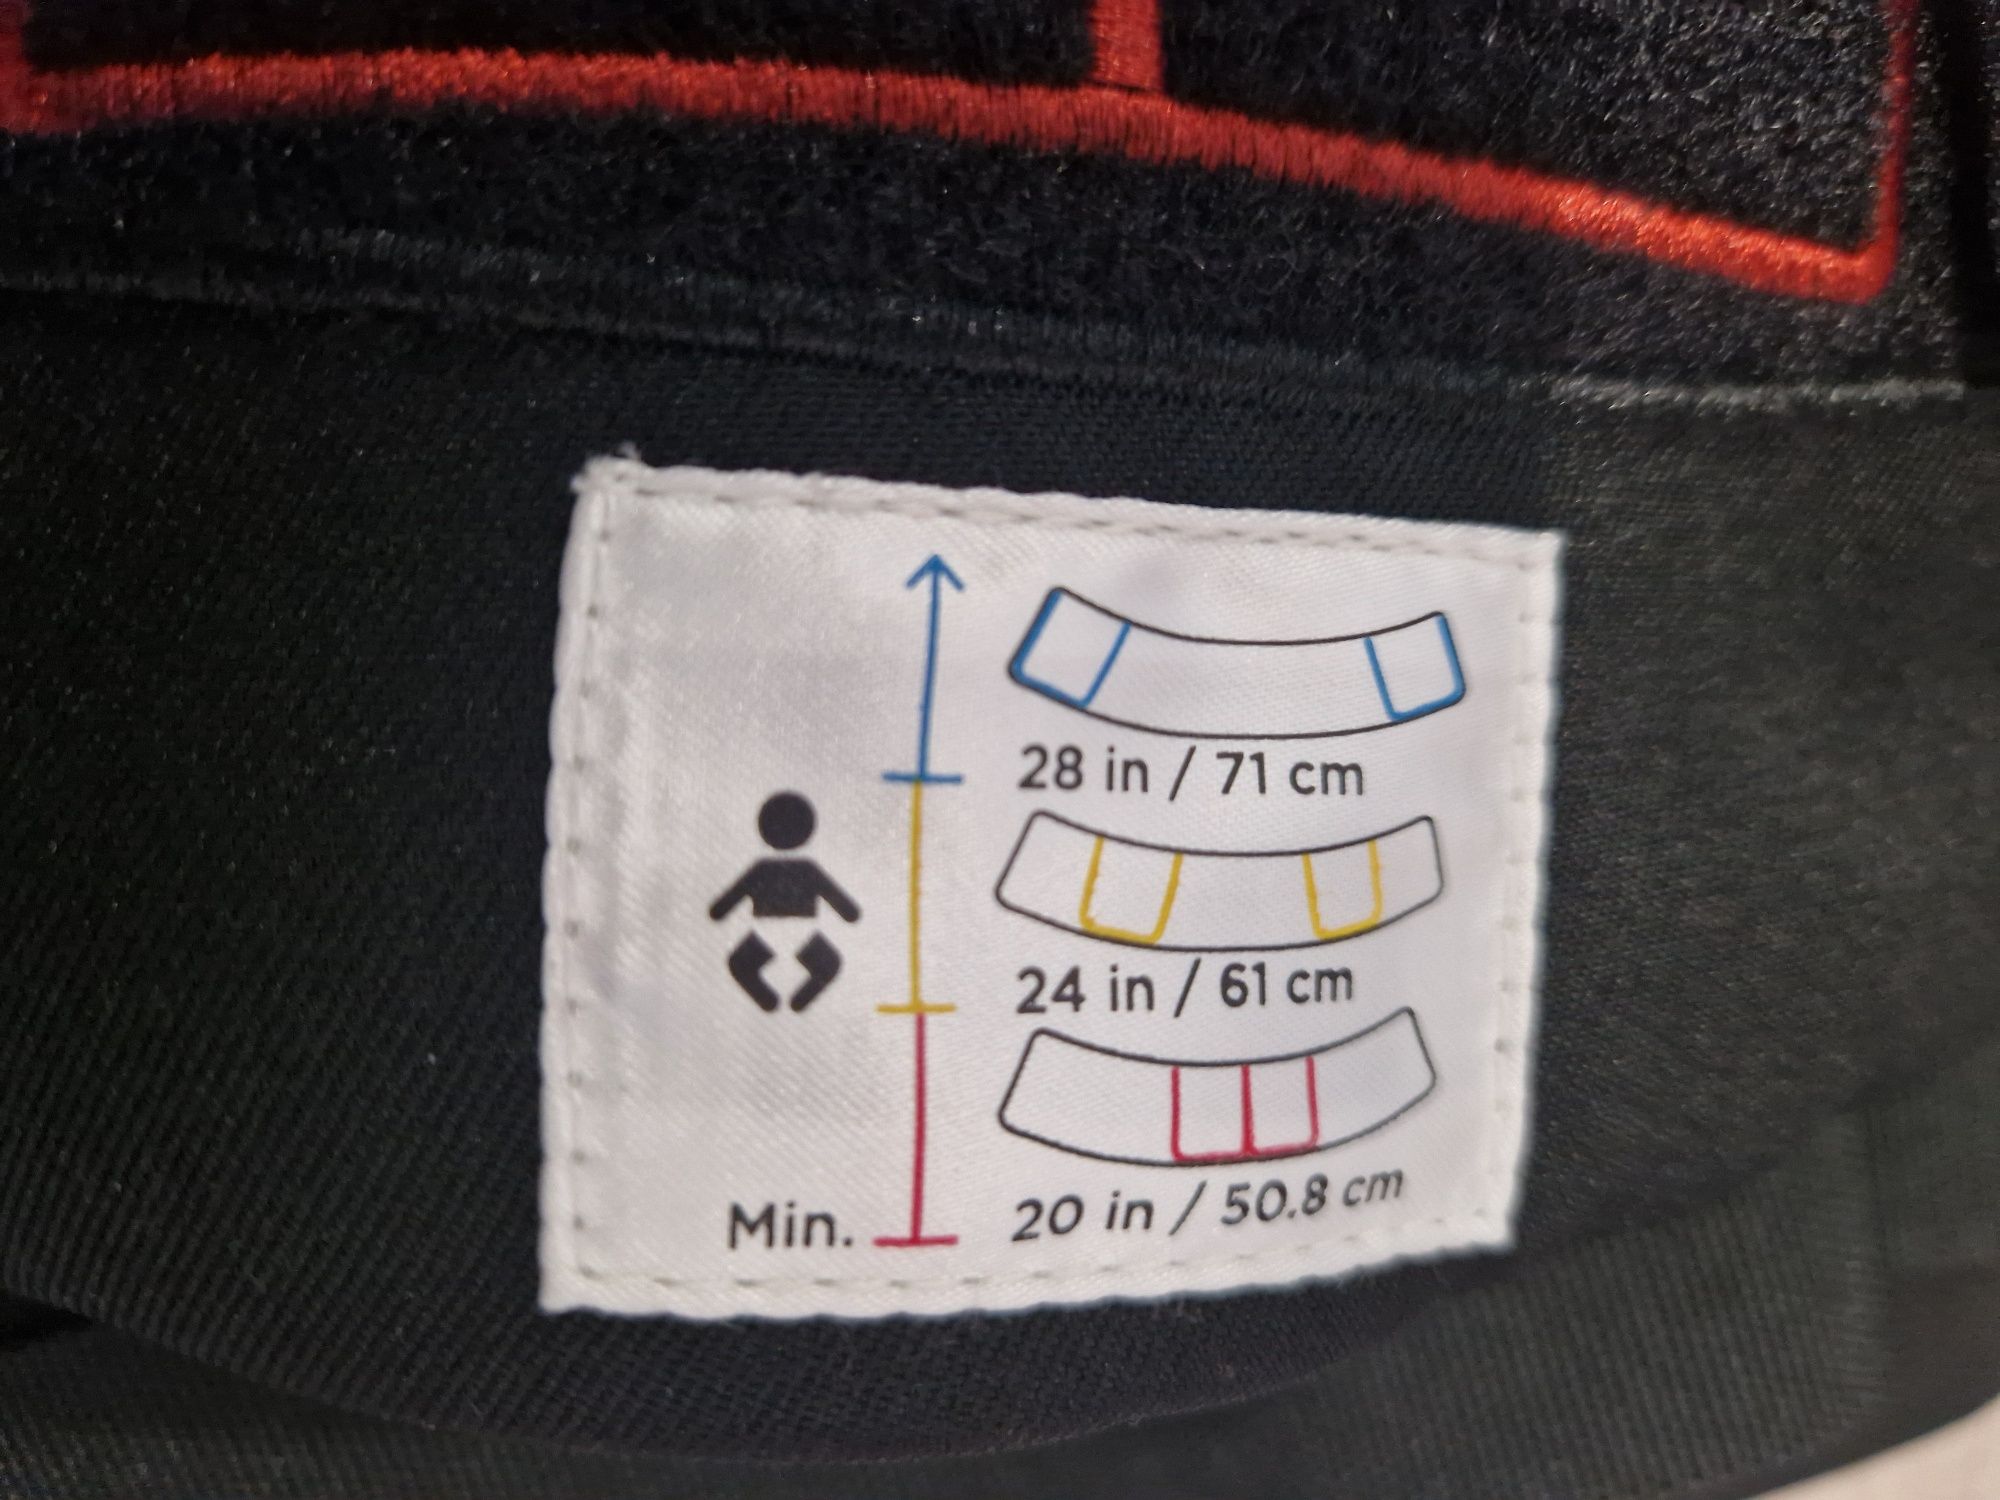 28 in / 71 cm
24 in / 61 cm
Min.
20 in / 50.8 cm